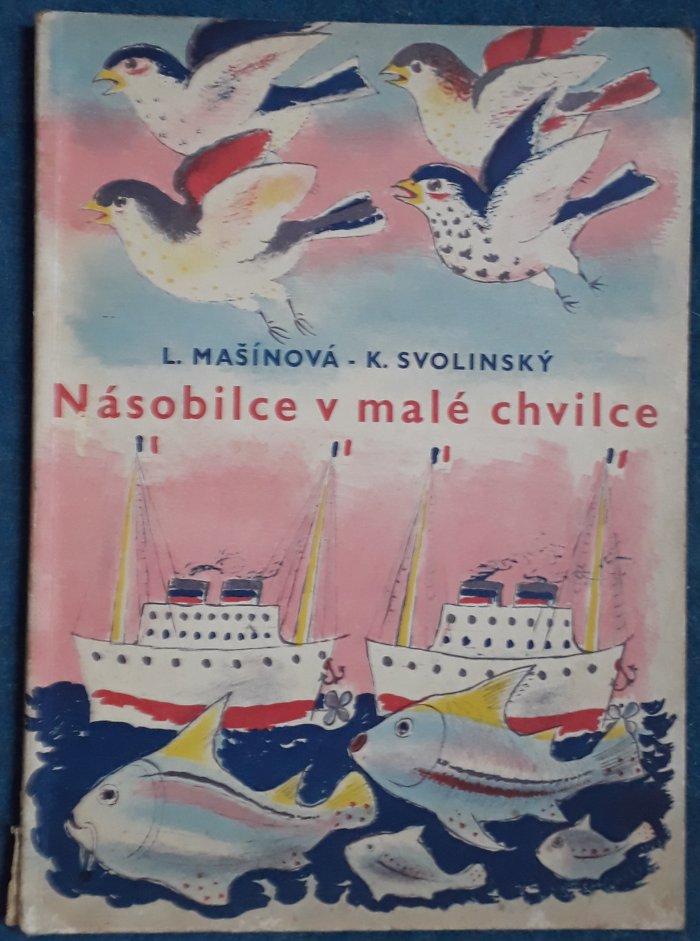 L. MAŠÍNOVÁ - K. SVOLINSKÝ
Násobilce v malé chvilce